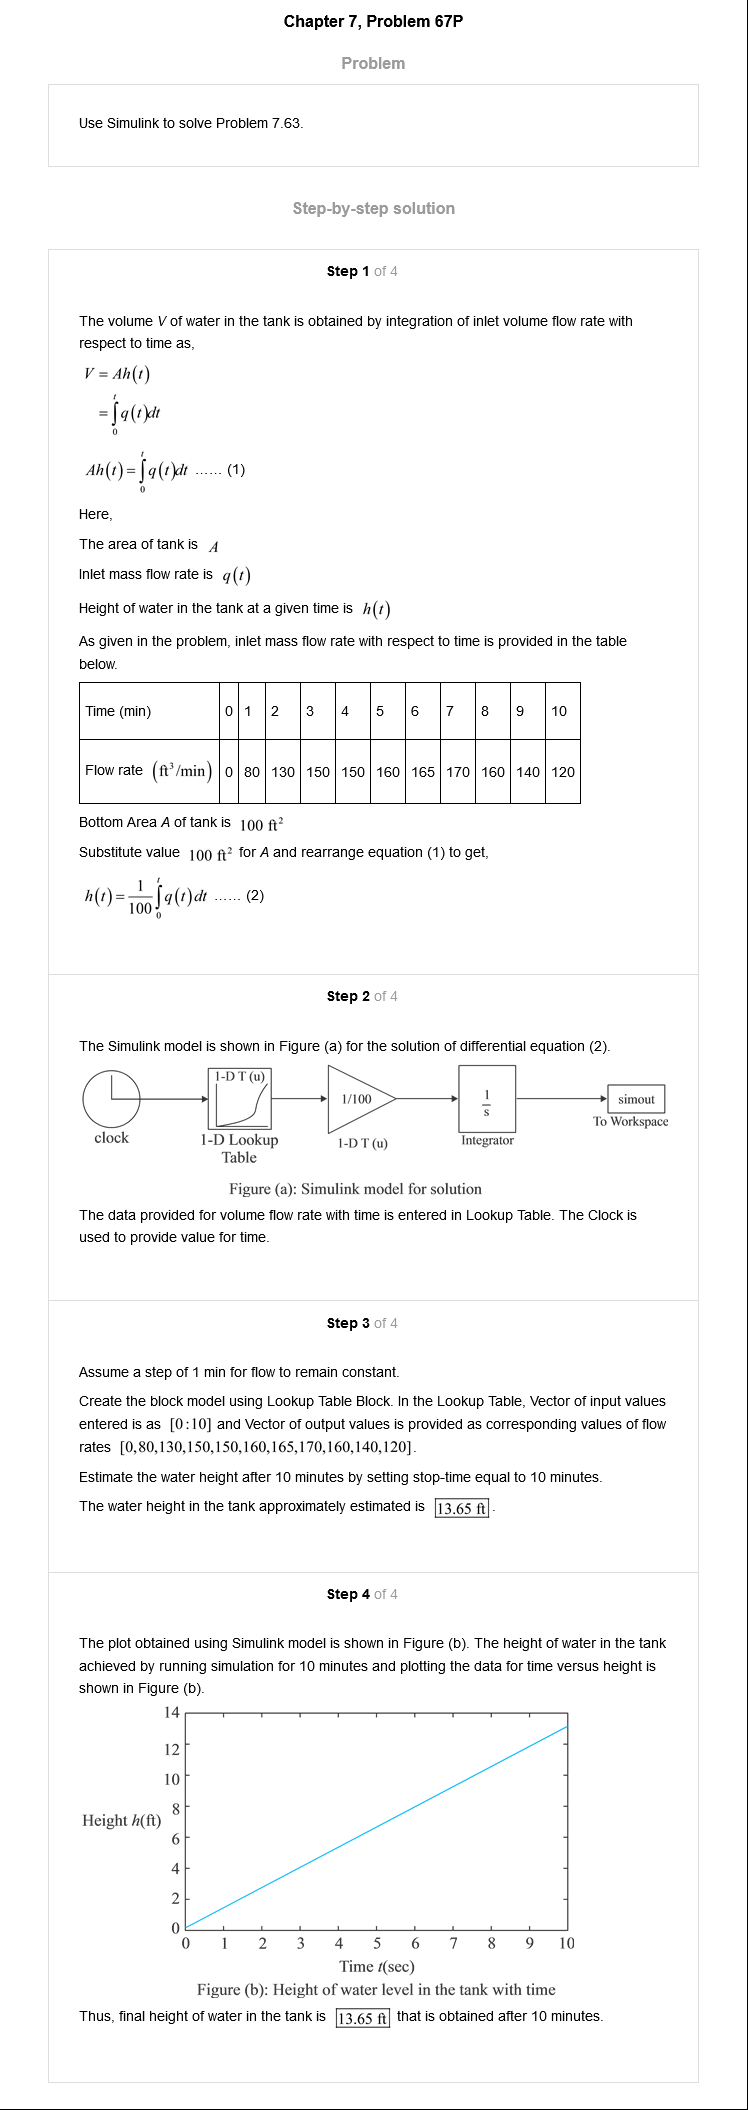 Chapter 7, Problem 67P
Problem
Use Simulink to solve Problem 7.63.
Step-by-step solution
Step 1 of 4
The volume V of water in the tank is obtained by integration of inlet volume flow rate with
respect to time as,
V = Ah(t)
= ∫₀ᵗ q(t)dt
Ah(t) = ∫₀ᵗ q(t)dt ...... (1)
Here,
The area of tank is A
Inlet mass flow rate is q(t)
Height of water in the tank at a given time is h(t)
As given in the problem, inlet mass flow rate with respect to time is provided in the table
below.
Time (min) 0 1 2 3 4 5 6 7 8 9 10
Flow rate (ft³/min) 0 80 130 150 150 160 165 170 160 140 120
Bottom Area A of tank is 100 ft²
Substitute value 100 ft² for A and rearrange equation (1) to get,
h(t) = 1/100 ∫₀ᵗ q(t)dt ...... (2)
Step 2 of 4
The Simulink model is shown in Figure (a) for the solution of differential equation (2).
1-D T (u)
1/100
1/s
simout
clock
1-D Lookup
Table
1-D T (u)
Integrator
To Workspace
Figure (a): Simulink model for solution
The data provided for volume flow rate with time is entered in Lookup Table. The Clock is
used to provide value for time.
Step 3 of 4
Assume a step of 1 min for flow to remain constant.
Create the block model using Lookup Table Block. In the Lookup Table, Vector of input values
entered is as [0:10] and Vector of output values is provided as corresponding values of flow
rates [0,80,130,150,150,160,165,170,160,140,120].
Estimate the water height after 10 minutes by setting stop-time equal to 10 minutes.
The water height in the tank approximately estimated is 13.65 ft.
Step 4 of 4
The plot obtained using Simulink model is shown in Figure (b). The height of water in the tank
achieved by running simulation for 10 minutes and plotting the data for time versus height is
shown in Figure (b).
14
12
10
8
Height h(ft)
6
4
2
0
0 1 2 3 4 5 6 7 8 9 10
Time t(sec)
Figure (b): Height of water level in the tank with time
Thus, final height of water in the tank is 13.65 ft that is obtained after 10 minutes.